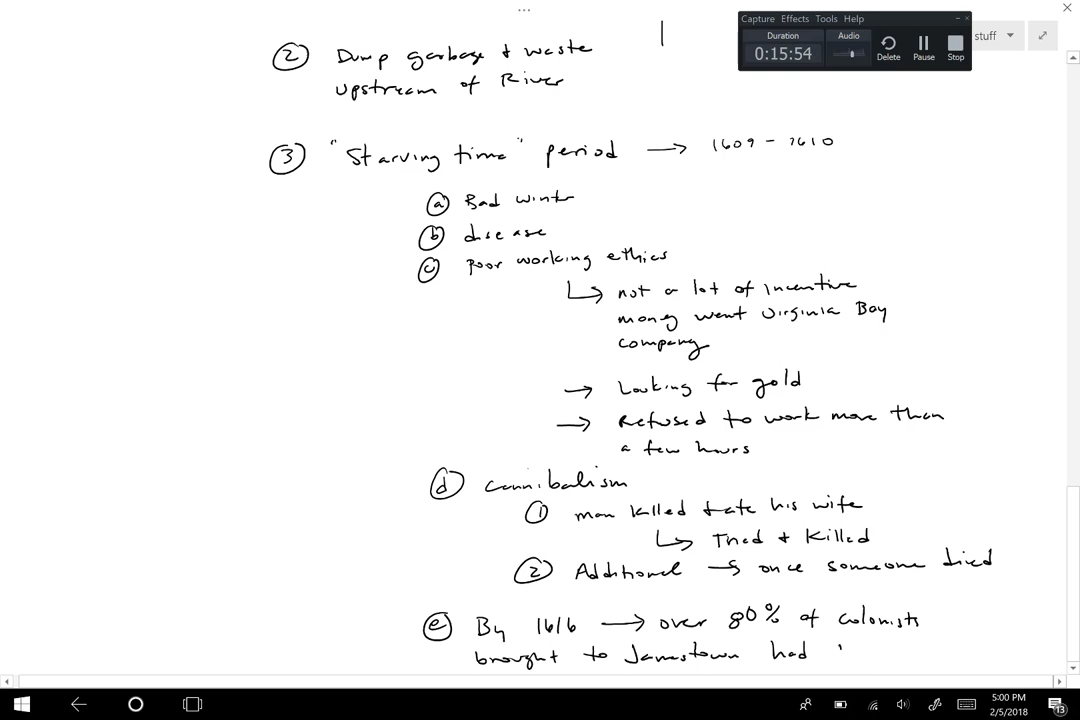 Capture Effects Tools Help
Duration
Audio
0:15:54
Delete
Pause
Stop
stuff
② Dump garbage + waste
upstream of River
③ "Starving time" period → 1609 - 1610
ⓐ Bad winter
ⓑ disease
ⓒ Poor working ethics
↳ not a lot of incentive
money went Virginia Bay
company
→ Looking for gold
→ Refused to work more than
a few hours
ⓓ cannibalism
① man killed + ate his wife
↳ Tried + Killed
② Additional → once someone died
ⓔ By 1616 → over 80% of colonists
brought to Jamestown had
5:00 PM
2/5/2018
13